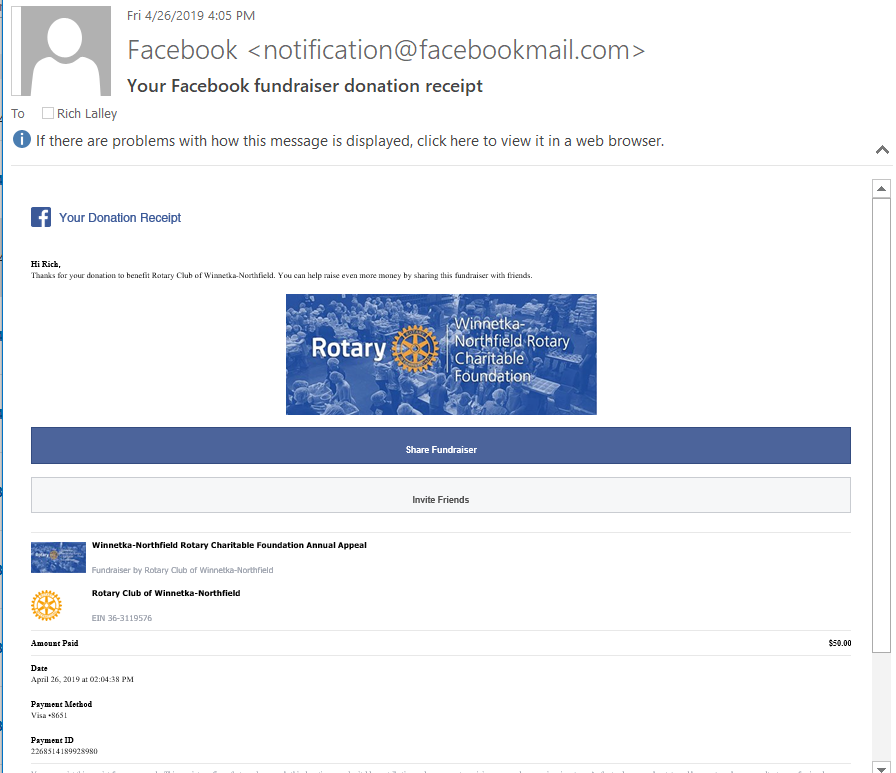 Fri 4/26/2019 4:05 PM
Facebook <notification@facebookmail.com>
Your Facebook fundraiser donation receipt
To Rich Lalley
If there are problems with how this message is displayed, click here to view it in a web browser.
Your Donation Receipt
Hi Rich,
Thanks for your donation to benefit Rotary Club of Winnetka-Northfield. You can help raise even more money by sharing this fundraiser with friends.
Rotary
Winnetka-
Northfield Rotary
Charitable
Foundation
Share Fundraiser
Invite Friends
Winnetka-Northfield Rotary Charitable Foundation Annual Appeal
Fundraiser by Rotary Club of Winnetka-Northfield
Rotary Club of Winnetka-Northfield
EIN 36-3119576
Amount Paid $50.00
Date
April 26, 2019 at 02:04:38 PM
Payment Method
Visa •8651
Payment ID
2268514189928980